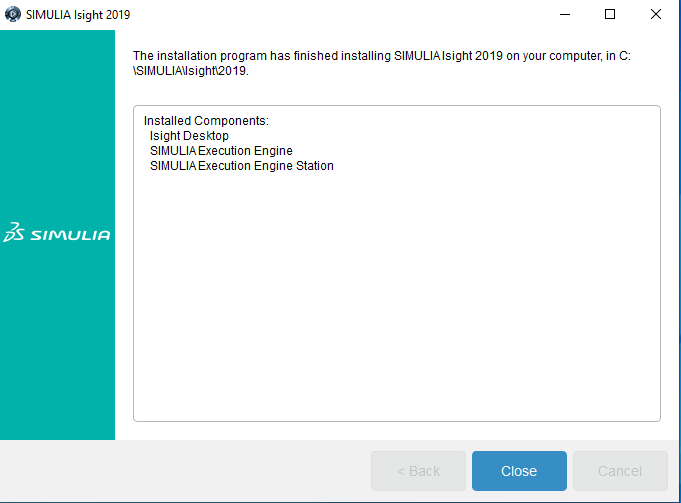 SIMULIA Isight 2019
The installation program has finished installing SIMULIA Isight 2019 on your computer, in C:
\SIMULIA\Isight\2019.
Installed Components:
Isight Desktop
SIMULIA Execution Engine
SIMULIA Execution Engine Station
SIMULIA
< Back
Close
Cancel